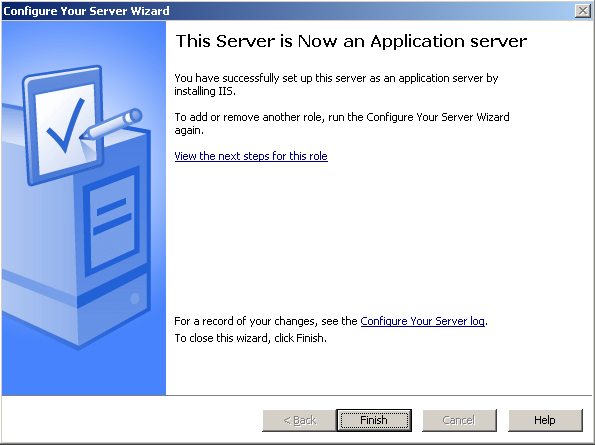 Configure Your Server Wizard
This Server is Now an Application server
You have successfully set up this server as an application server by
installing IIS.
To add or remove another role, run the Configure Your Server Wizard
again.
View the next steps for this role
For a record of your changes, see the Configure Your Server log.
To close this wizard, click Finish.
< Back Finish Cancel Help